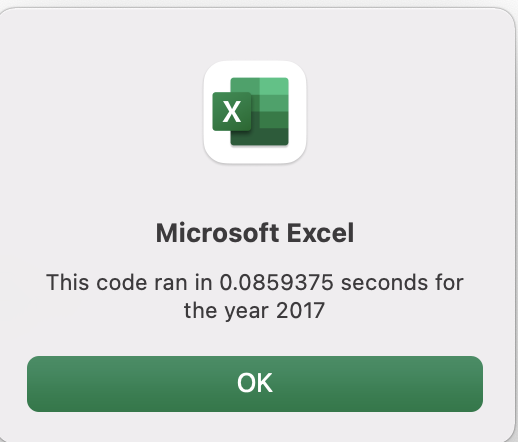 X
Microsoft Excel
This code ran in 0.0859375 seconds for
the year 2017
OK